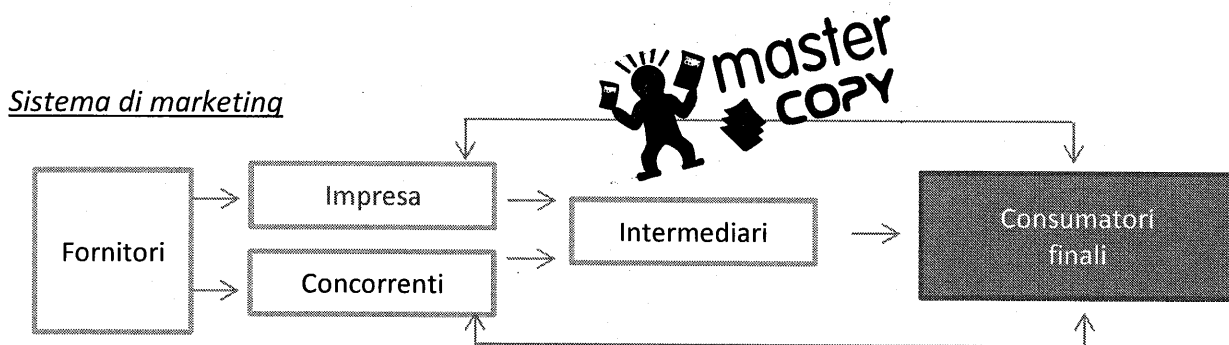 master
COPY
Sistema di marketing
Fornitori
Impresa
Concorrenti
Intermediari
Consumatori
finali